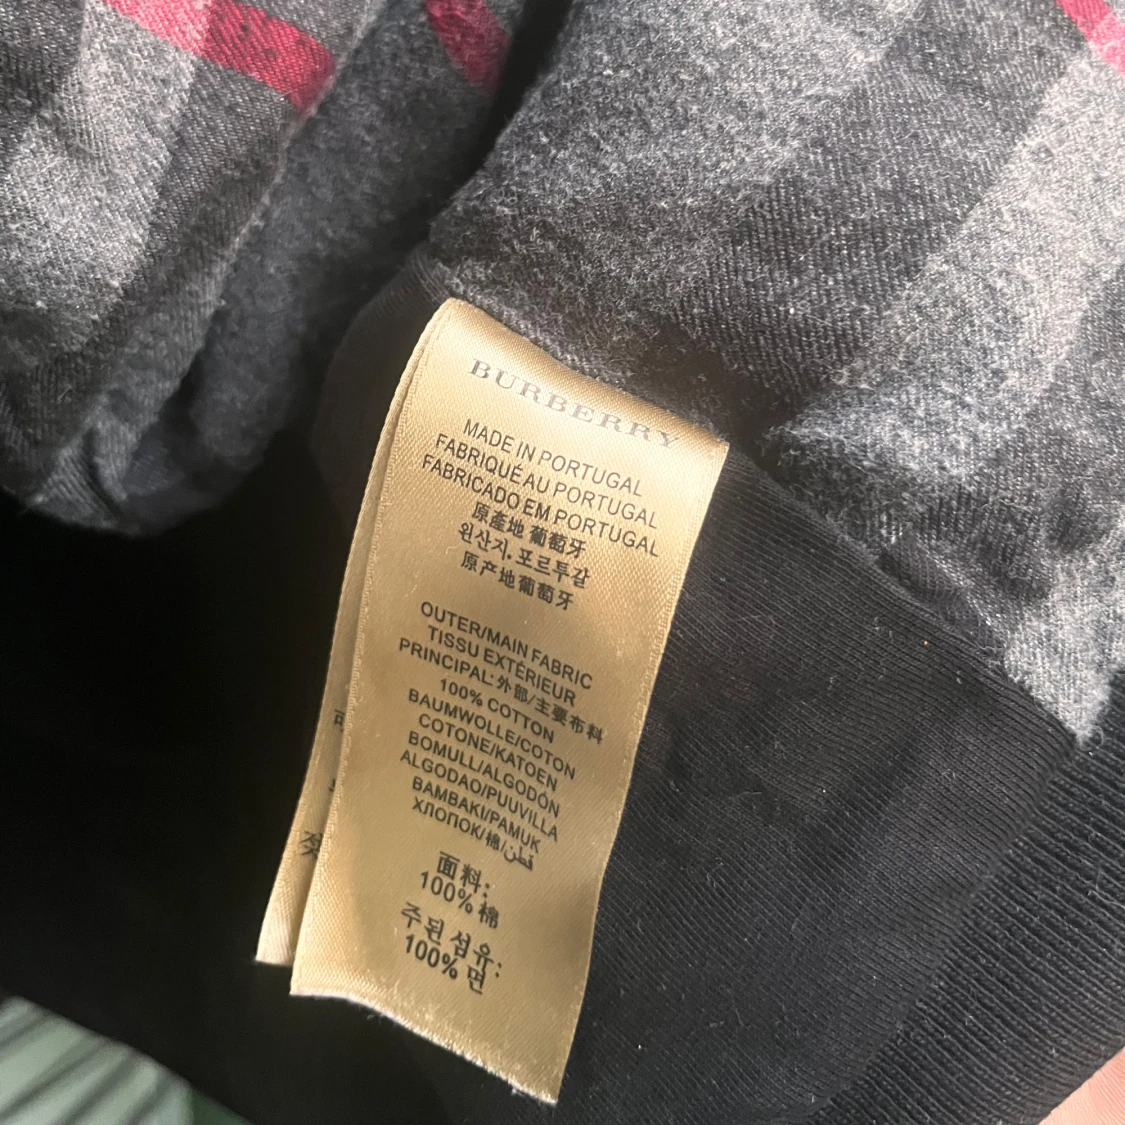 BURBERRY
MADE IN PORTUGAL
FABRIQUÉ AU PORTUGAL
FABRICADO EM PORTUGAL
原產地 葡萄牙
원산지. 포르투갈
原产地葡萄牙
OUTER/MAIN FABRIC
TISSU EXTÉRIEUR
PRINCIPAL: 外部/主要布料
100% COTTON
BAUMWOLLE/COTON
COTONE/KATOEN
BOMULL/ALGODÓN
ALGODAO/PUUVILLA
BAMBAKI/PAMUK
ХЛОПОК/棉/قطن
面料:
100% 棉
주된 섬유:
100% 면